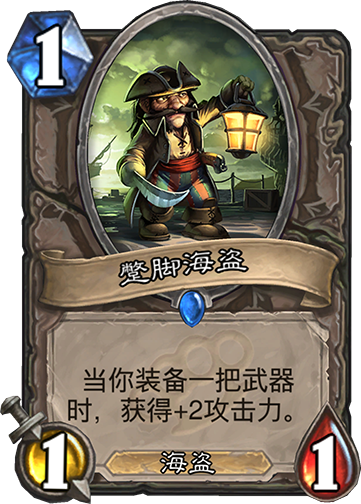 1
蹩脚海盗
当你装备一把武器
时，获得+2攻击力。
1
海盗
1